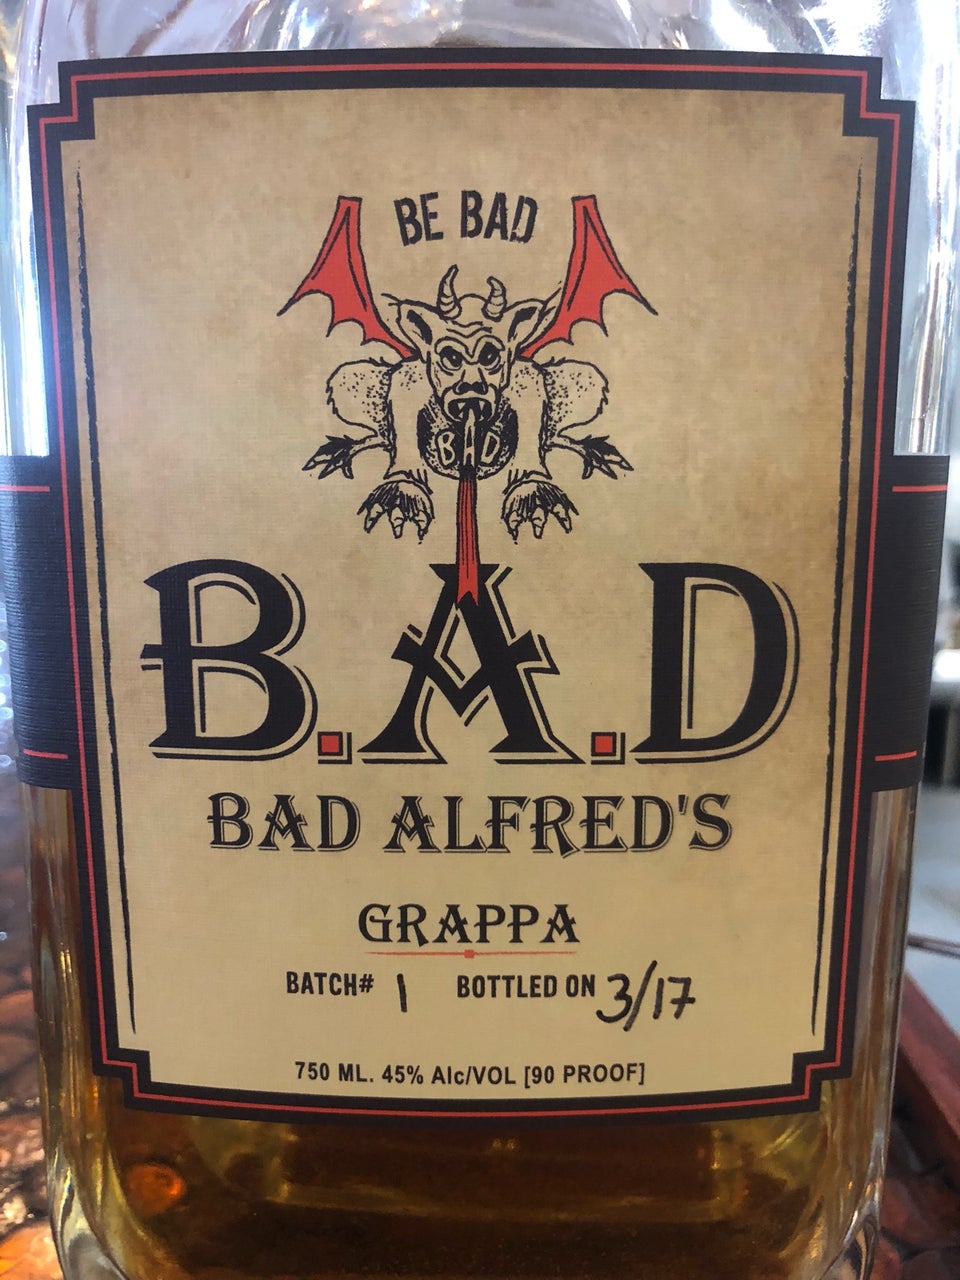 BE BAD
BAD
B.A.D
BAD ALFRED'S
GRAPPA
BATCH# 1 BOTTLED ON 3/17
750 ML. 45% Alc/VOL [90 PROOF]